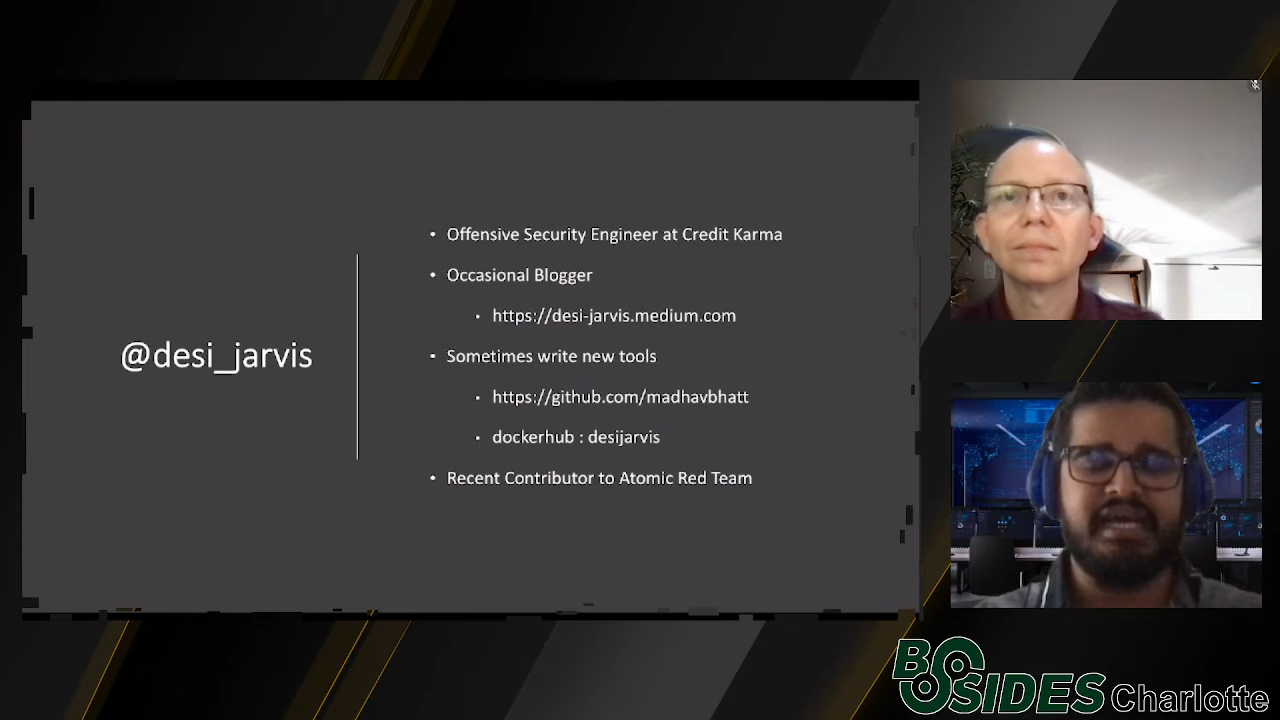 @desi_jarvis
• Offensive Security Engineer at Credit Karma
• Occasional Blogger
• https://desi-jarvis.medium.com
• Sometimes write new tools
• https://github.com/madhavbhatt
• dockerhub : desijarvis
• Recent Contributor to Atomic Red Team
BSIDES Charlotte